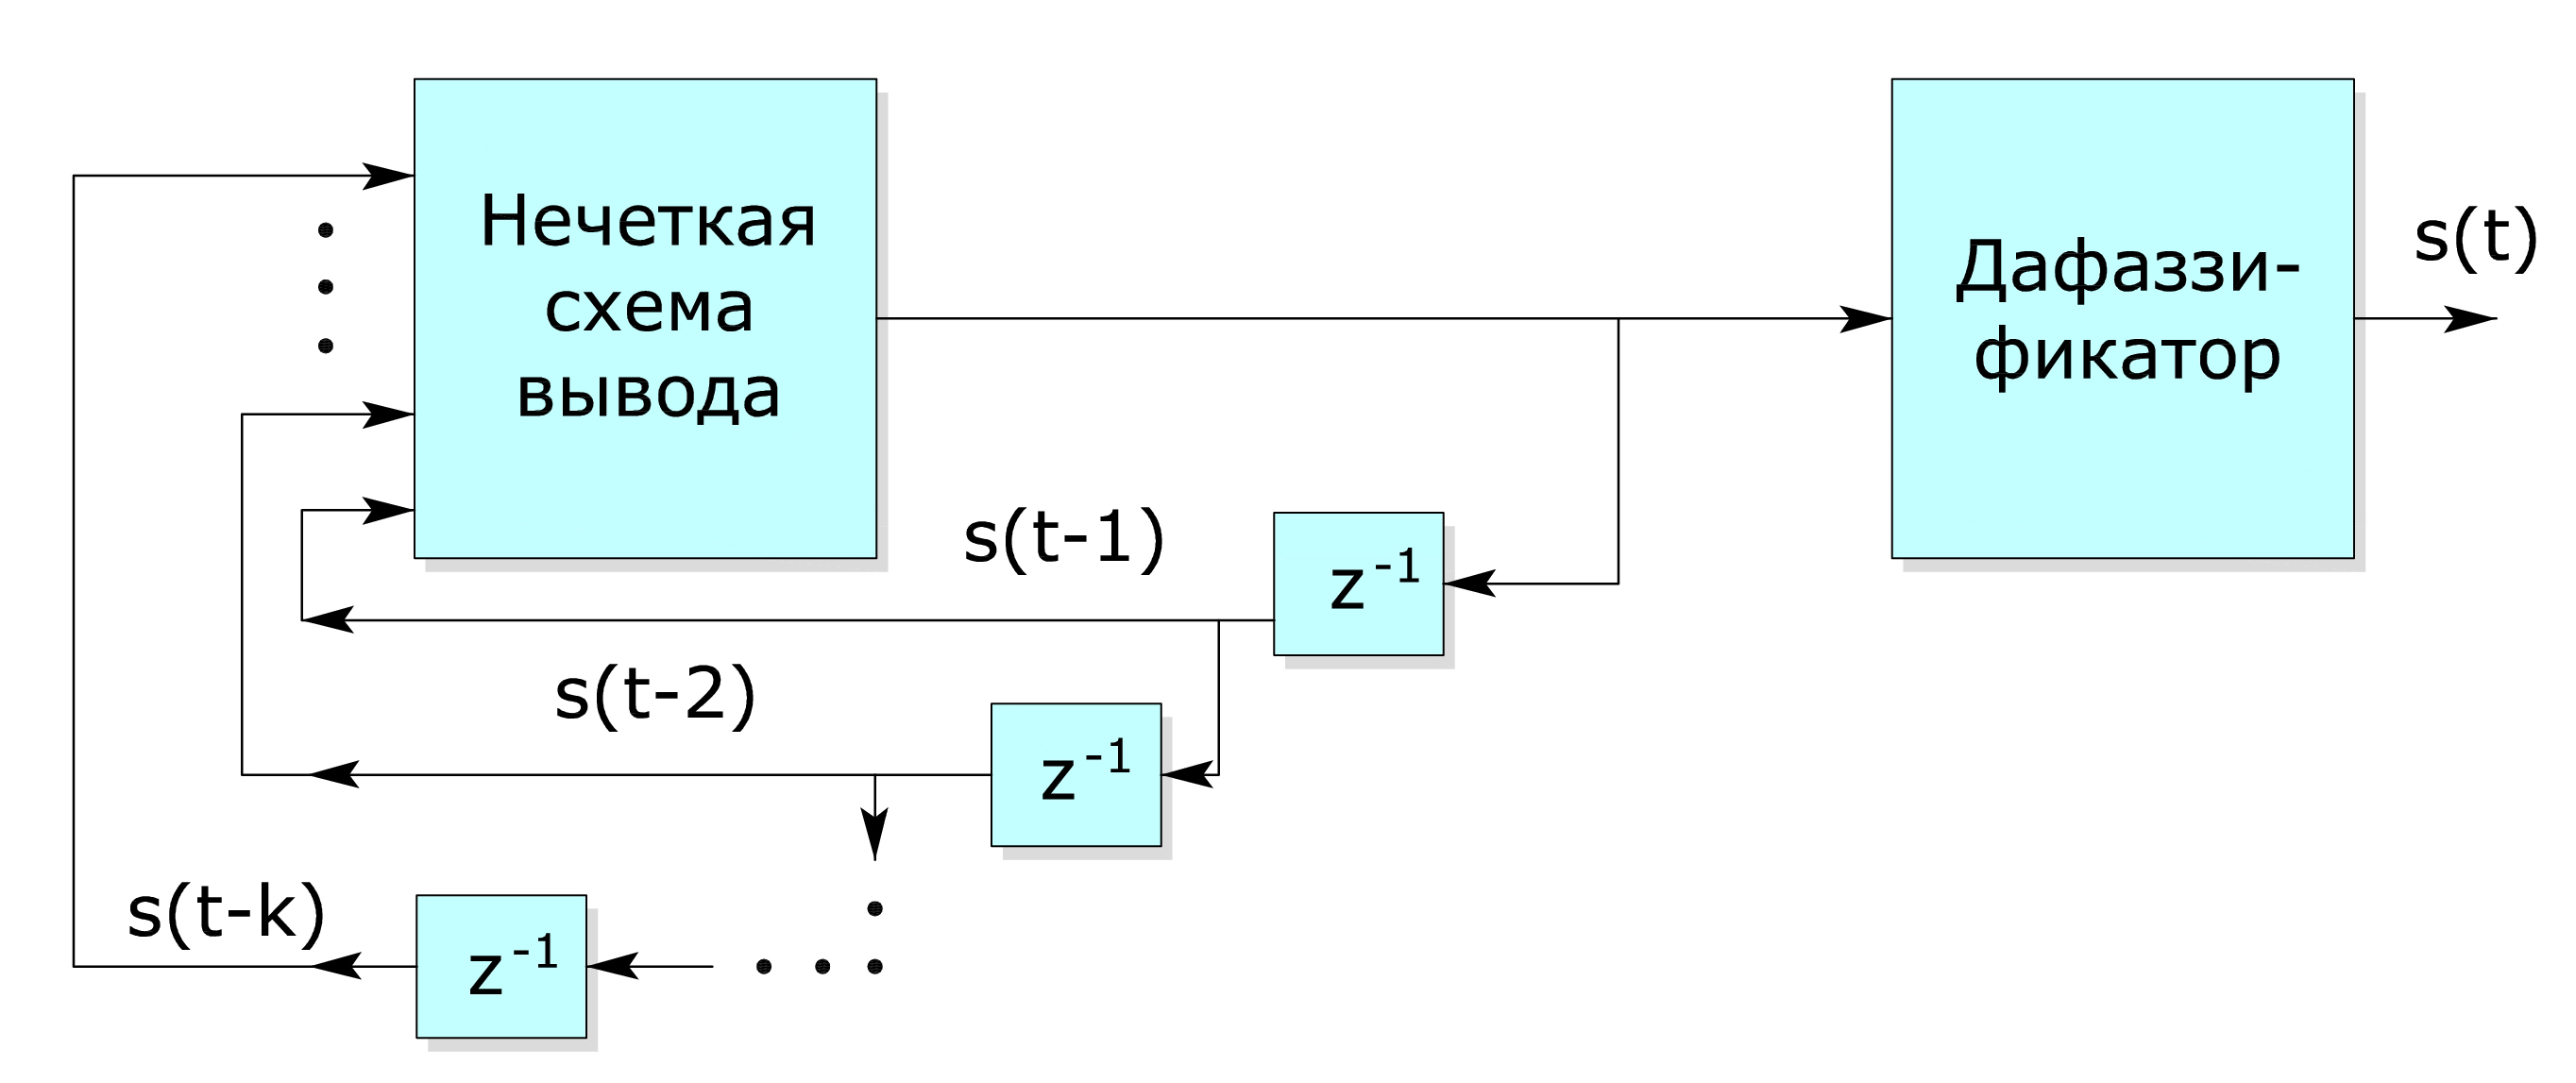 Нечеткая
схема
вывода
Дафаззи-
фикатор
s(t)
s(t-1)
z⁻¹
s(t-2)
z⁻¹
s(t-k)
z⁻¹